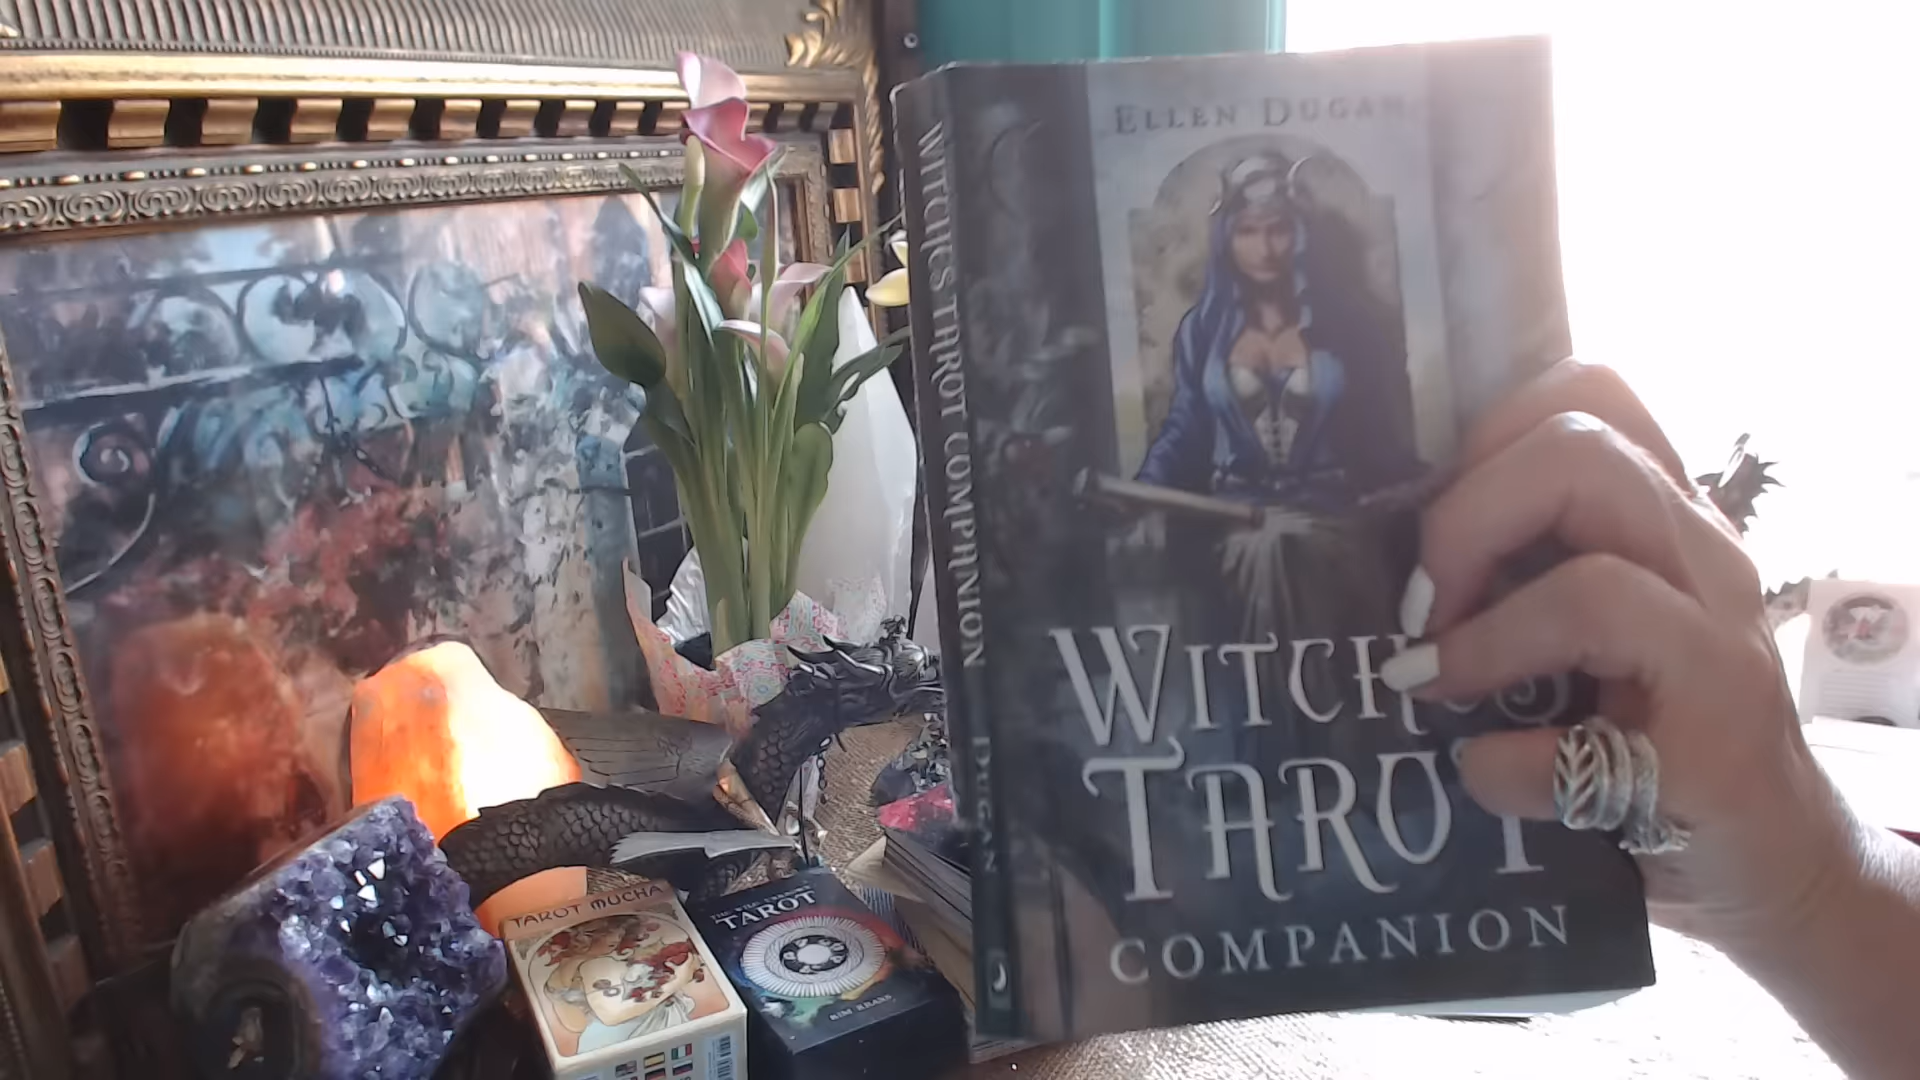 ELLEN DUGAN
WITCHES
TAROT
COMPANION
WITCHES TAROT COMPANION
DUGAN
TAROT MUCHA
THE WILD UNKNOWN
TAROT
KIM KRANS